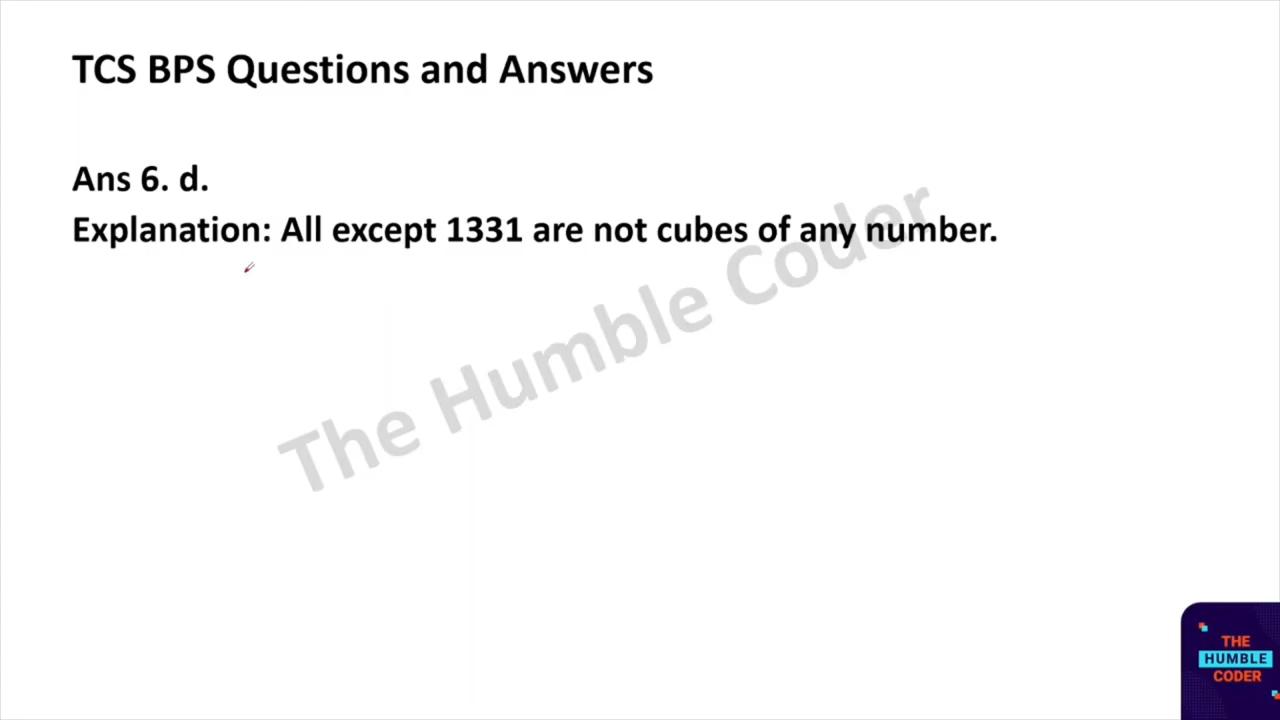 TCS BPS Questions and Answers
Ans 6. d.
Explanation: All except 1331 are not cubes of any number.
The Humble Coder
THE
HUMBLE
CODER